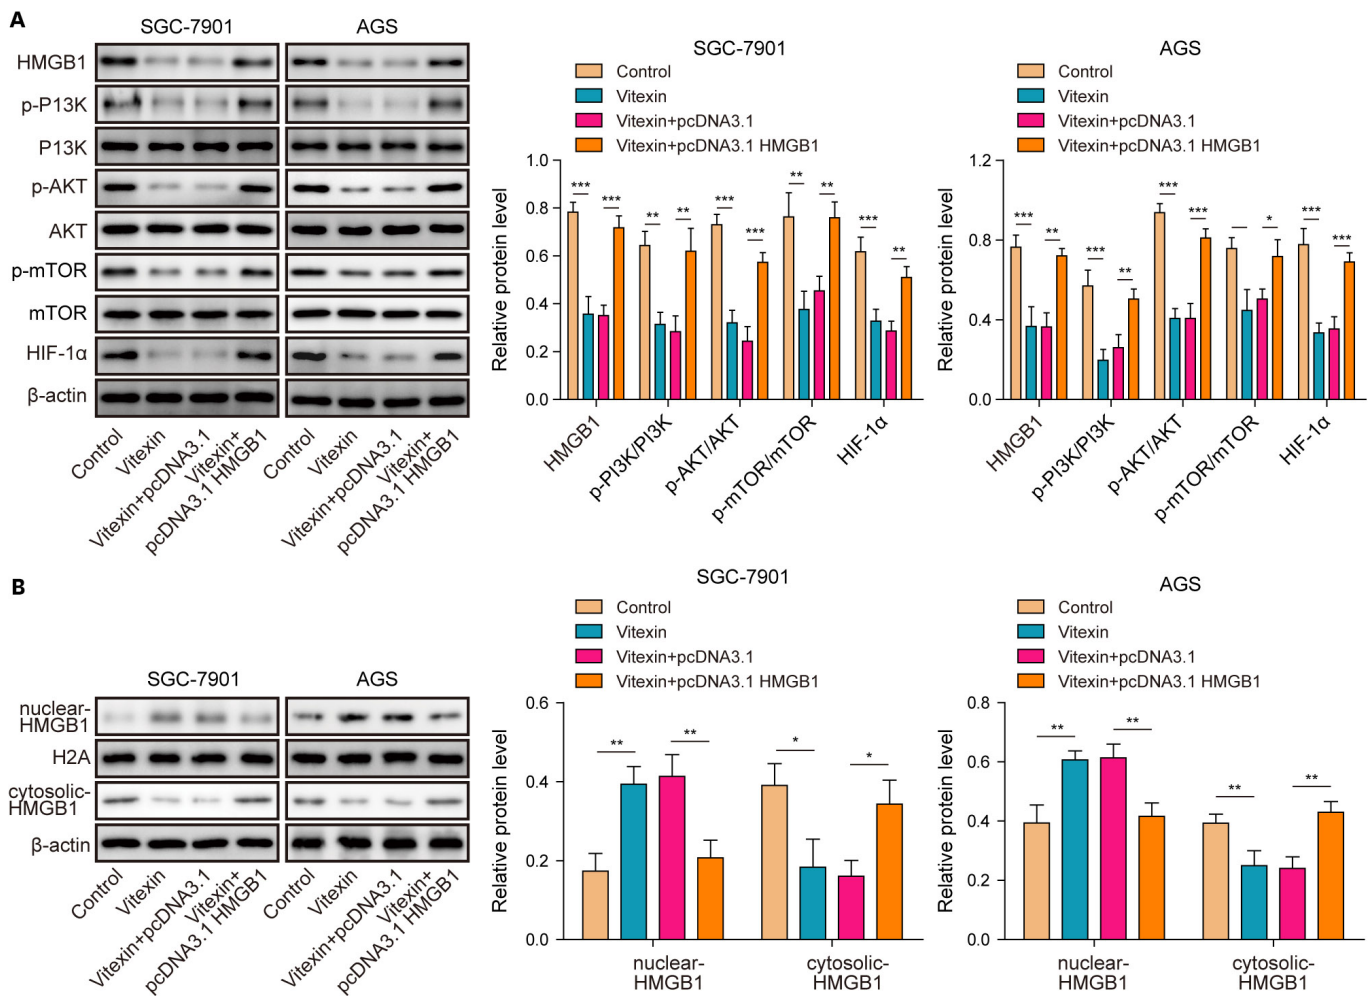 A
SGC-7901
AGS
HMGB1
p-P13K
P13K
p-AKT
AKT
p-mTOR
mTOR
HIF-1α
β-actin
Control
Vitexin
Vitexin+pcDNA3.1
Vitexin+
pcDNA3.1 HMGB1
Control
Vitexin
Vitexin+pcDNA3.1
Vitexin+
pcDNA3.1 HMGB1
SGC-7901
Control
Vitexin
Vitexin+pcDNA3.1
Vitexin+pcDNA3.1 HMGB1
Relative protein level
1.0
0.8
0.6
0.4
0.2
0.0
*** *** ** ** *** *** ** ** *** **
HMGB1
p-PI3K/PI3K
p-AKT/AKT
p-mTOR/mTOR
HIF-1α
AGS
Control
Vitexin
Vitexin+pcDNA3.1
Vitexin+pcDNA3.1 HMGB1
Relative protein level
1.2
0.8
0.4
0.0
*** ** *** ** *** *** * *** ***
HMGB1
p-PI3K/PI3K
p-AKT/AKT
p-mTOR/mTOR
HIF-1α
B
SGC-7901
AGS
nuclear-
HMGB1
H2A
cytosolic-
HMGB1
β-actin
Control
Vitexin
Vitexin+pcDNA3.1
Vitexin+
pcDNA3.1 HMGB1
Control
Vitexin
Vitexin+pcDNA3.1
Vitexin+
pcDNA3.1 HMGB1
SGC-7901
Control
Vitexin
Vitexin+pcDNA3.1
Vitexin+pcDNA3.1 HMGB1
Relative protein level
0.6
0.4
0.2
0.0
** ** * *
nuclear-
HMGB1
cytosolic-
HMGB1
AGS
Control
Vitexin
Vitexin+pcDNA3.1
Vitexin+pcDNA3.1 HMGB1
Relative protein level
0.8
0.6
0.4
0.2
0.0
** ** ** **
nuclear-
HMGB1
cytosolic-
HMGB1